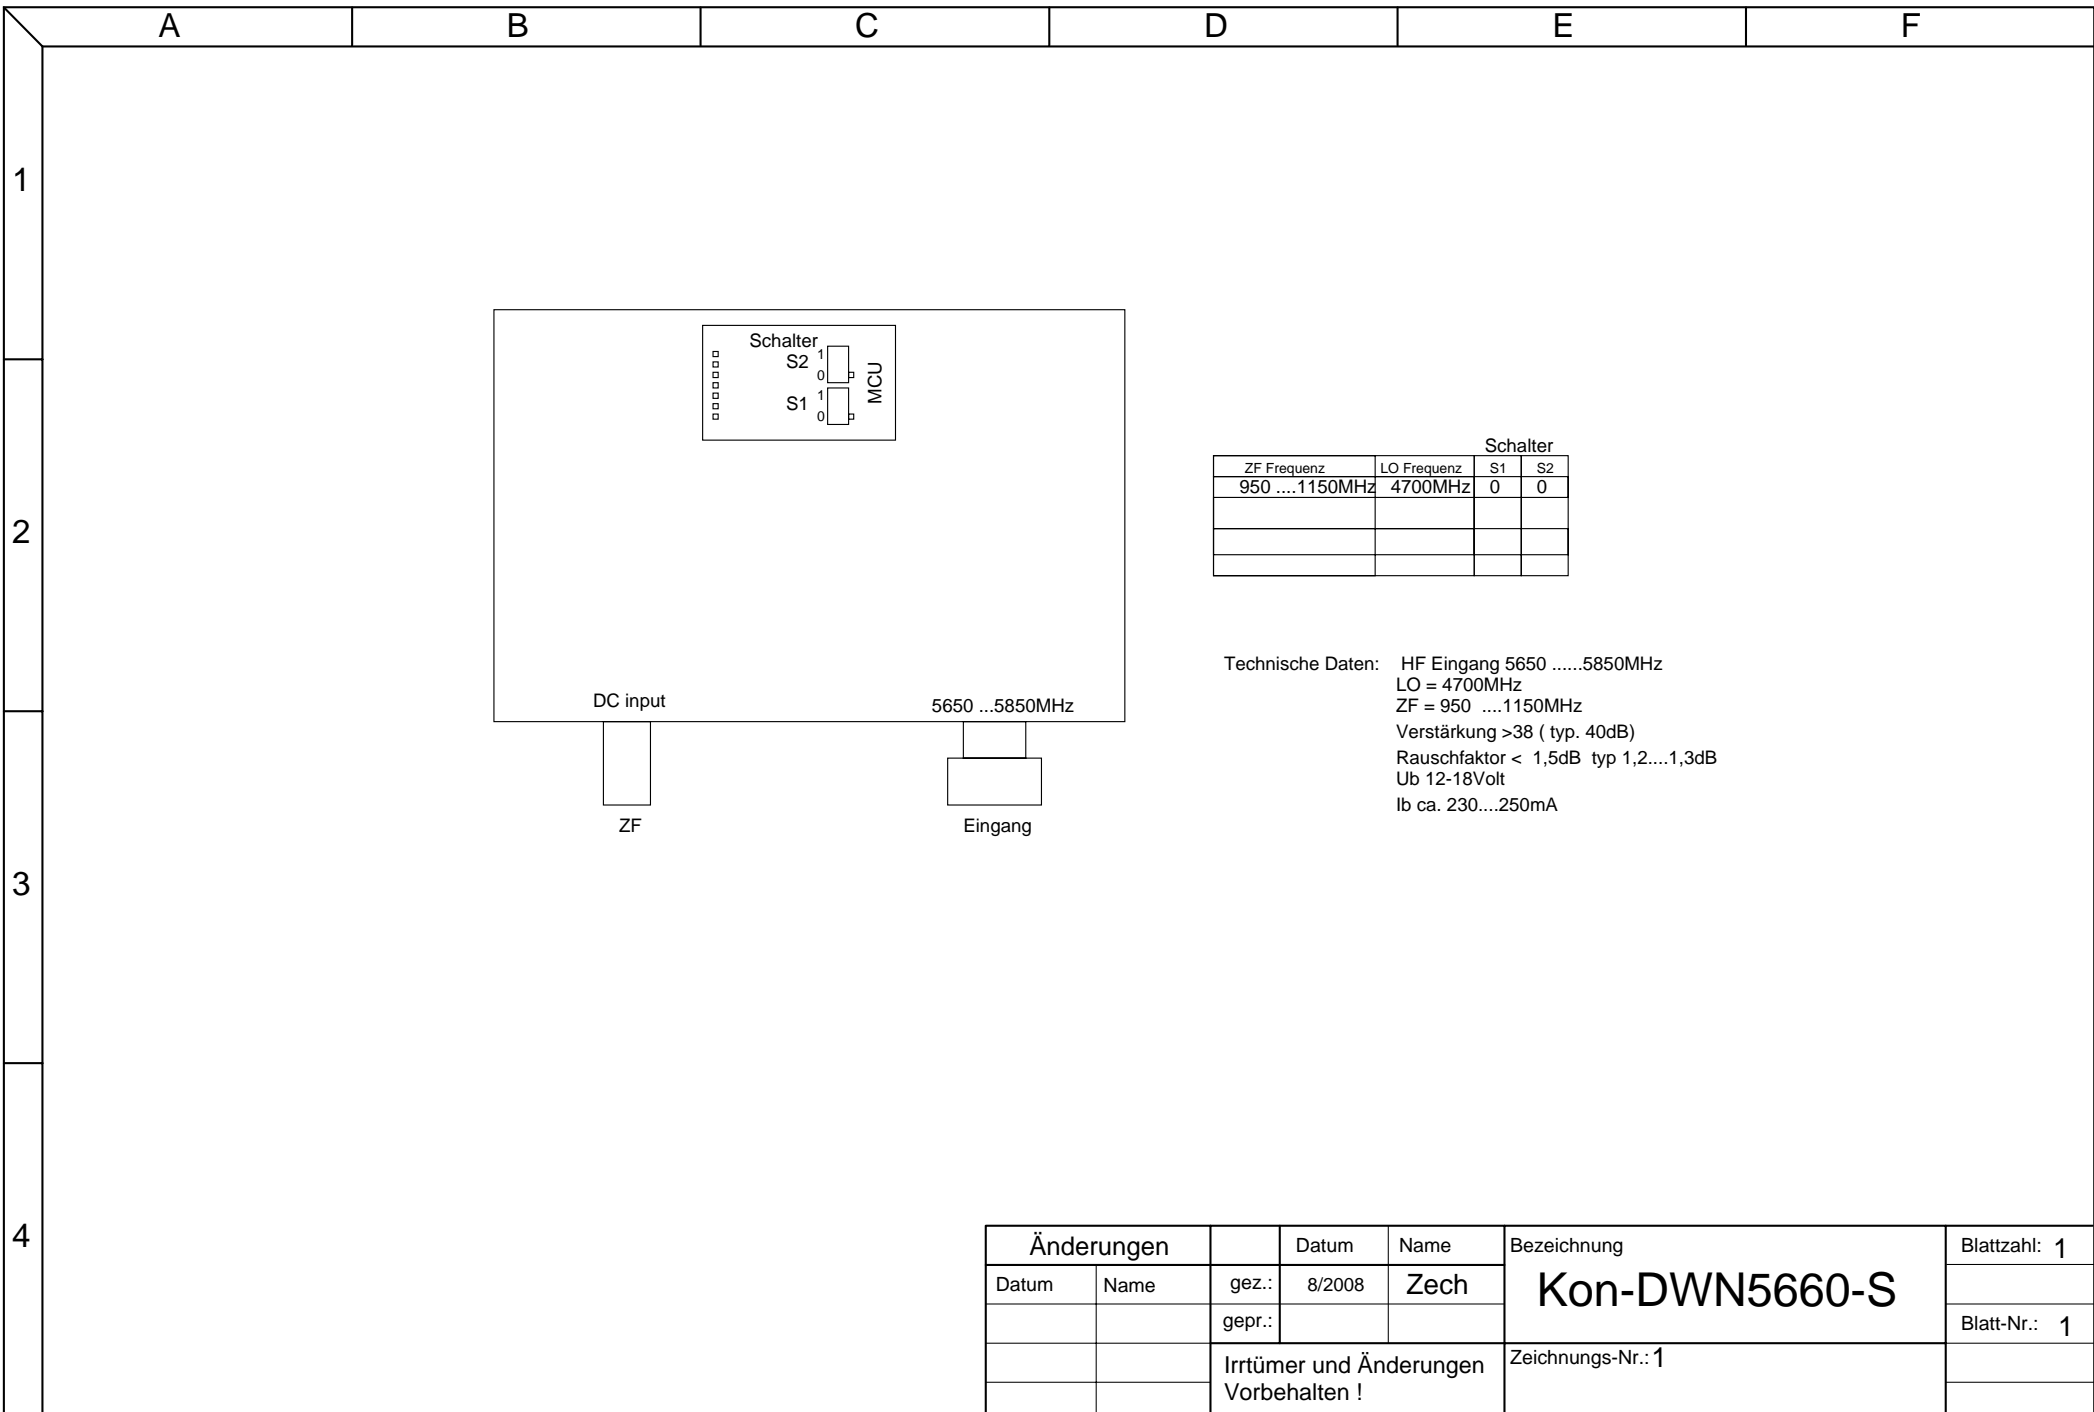 A B C D E F
1
2
3
4
Schalter
S2 1
0
S1 1
0
MCU
DC input
5650 ...5850MHz
ZF
Eingang
Schalter
ZF Frequenz LO Frequenz S1 S2
950 ....1150MHz 4700MHz 0 0
Technische Daten: HF Eingang 5650 ......5850MHz
LO = 4700MHz
ZF = 950 ....1150MHz
Verstärkung >38 ( typ. 40dB)
Rauschfaktor < 1,5dB typ 1,2....1,3dB
Ub 12-18Volt
Ib ca. 230....250mA
Änderungen Datum Name Bezeichnung Blattzahl: 1
Datum Name gez.: 8/2008 Zech Kon-DWN5660-S
gepr.: Blatt-Nr.: 1
Irrtümer und Änderungen Zeichnungs-Nr.: 1
Vorbehalten !